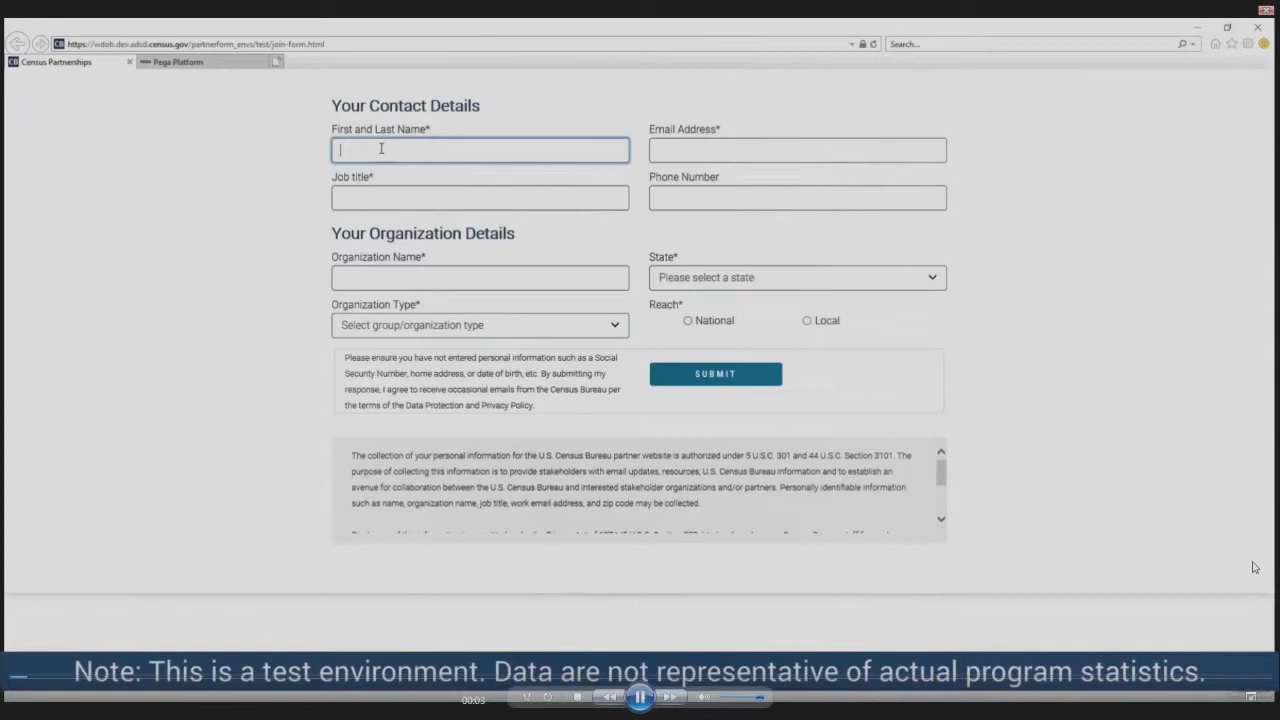 https://wdob.dev.adsd.census.gov/partnerform_envs/test/join-form.html
Search...
Census Partnerships
PEGA Pega Platform
Your Contact Details
First and Last Name*
Email Address*
Job title*
Phone Number
Your Organization Details
Organization Name*
State*
Please select a state
Organization Type*
Reach*
Select group/organization type
National
Local
Please ensure you have not entered personal information such as a Social
Security Number, home address, or date of birth, etc. By submitting my
response, I agree to receive occasional emails from the Census Bureau per
the terms of the Data Protection and Privacy Policy.
SUBMIT
The collection of your personal information for the U.S. Census Bureau partner website is authorized under 5 U.S.C. 301 and 44 U.S.C. Section 3101. The
purpose of collecting this information is to provide stakeholders with email updates, resources, U.S. Census Bureau information and to establish an
avenue for collaboration between the U.S. Census Bureau and interested stakeholder organizations and/or partners. Personally identifiable information
such as name, organization name, job title, work email address, and zip code may be collected.
Note: This is a test environment. Data are not representative of actual program statistics.
00:03